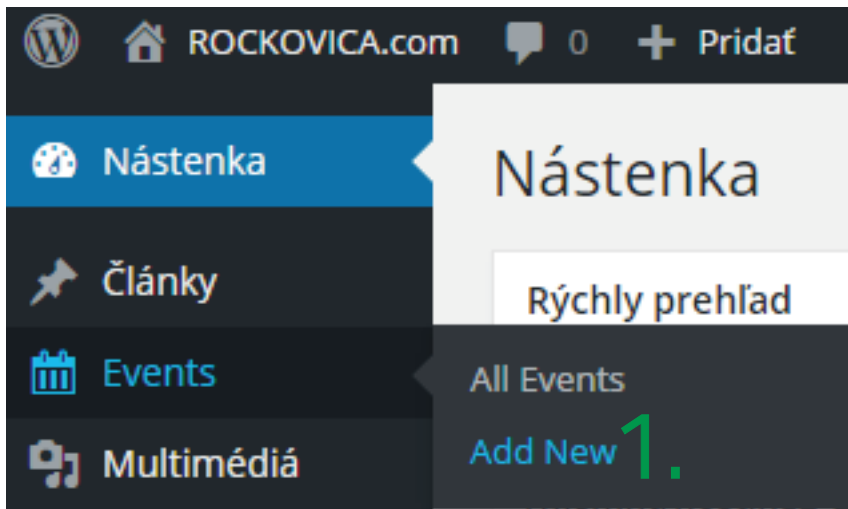 ROCKOVICA.com 0 Pridať
Nástenka
Nástenka
Články
Rýchly prehľad
Events
All Events
Add New 1.
Multimédiá